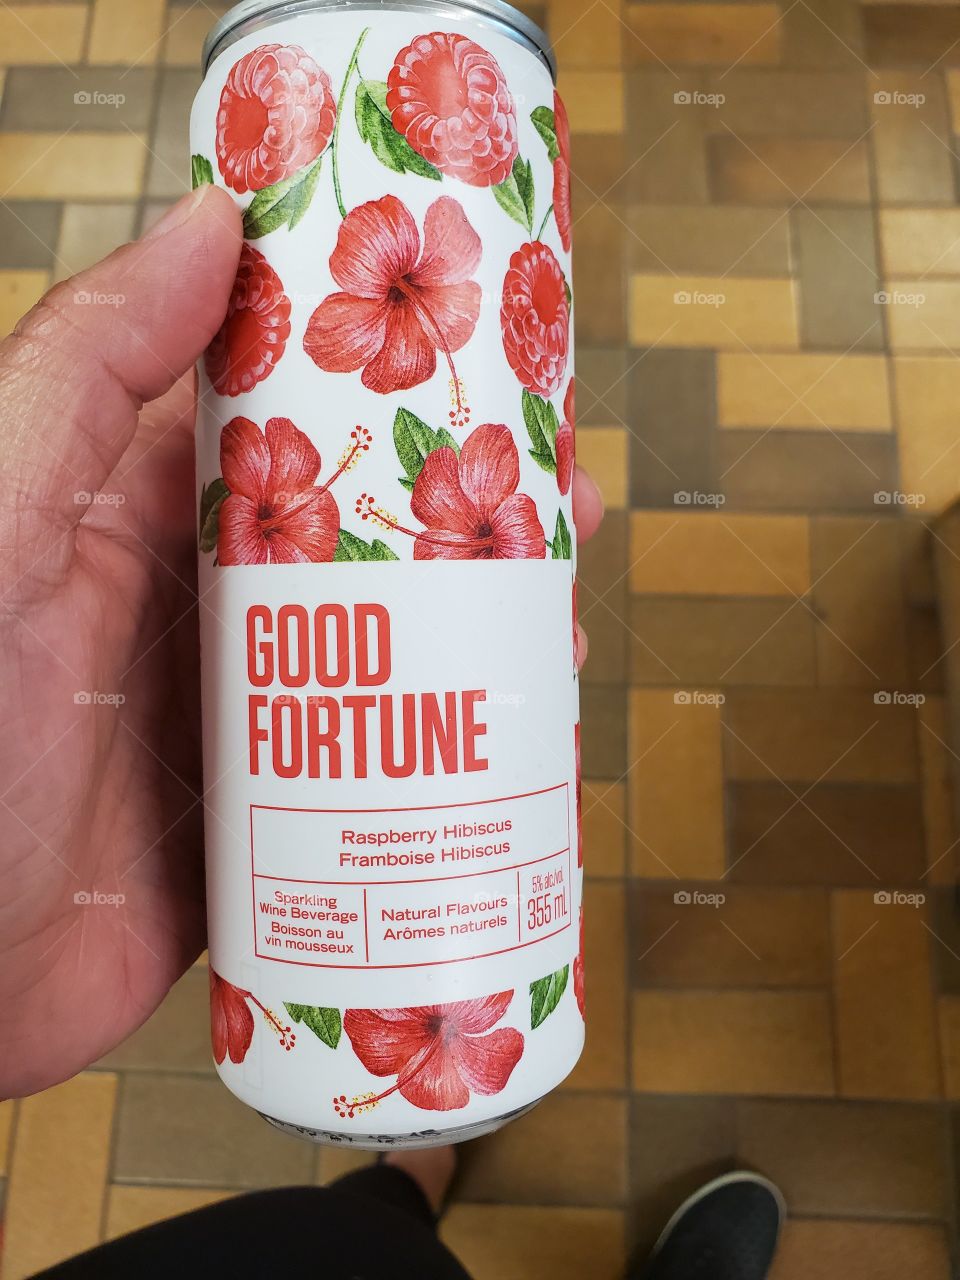 GOOD
FORTUNE
Raspberry Hibiscus
Framboise Hibiscus
Sparkling
Wine Beverage
Boisson au
vin mousseux
Natural Flavours
Arômes naturels
5% alc./vol.
355 mL
foap